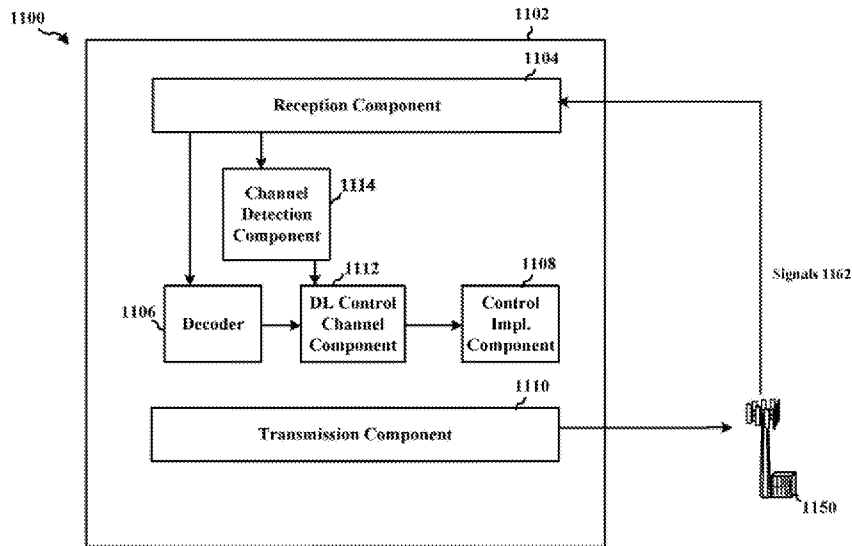 1100
1102
1104
Reception Component
1114
Channel
Detection
Component
1112
1108
1106
Decoder
DL Control
Channel
Component
Control
Impl.
Component
Signals 1162
1110
Transmission Component
1150